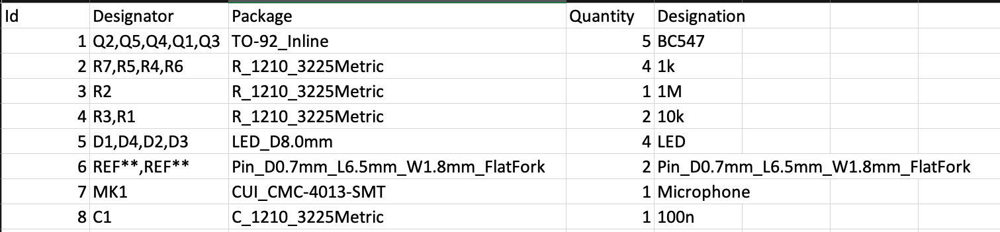 Id Designator Package Quantity Designation
1 Q2,Q5,Q4,Q1,Q3 TO-92_Inline 5 BC547
2 R7,R5,R4,R6 R_1210_3225Metric 4 1k
3 R2 R_1210_3225Metric 1 1M
4 R3,R1 R_1210_3225Metric 2 10k
5 D1,D4,D2,D3 LED_D8.0mm 4 LED
6 REF**,REF** Pin_D0.7mm_L6.5mm_W1.8mm_FlatFork 2 Pin_D0.7mm_L6.5mm_W1.8mm_FlatFork
7 MK1 CUI_CMC-4013-SMT 1 Microphone
8 C1 C_1210_3225Metric 1 100n